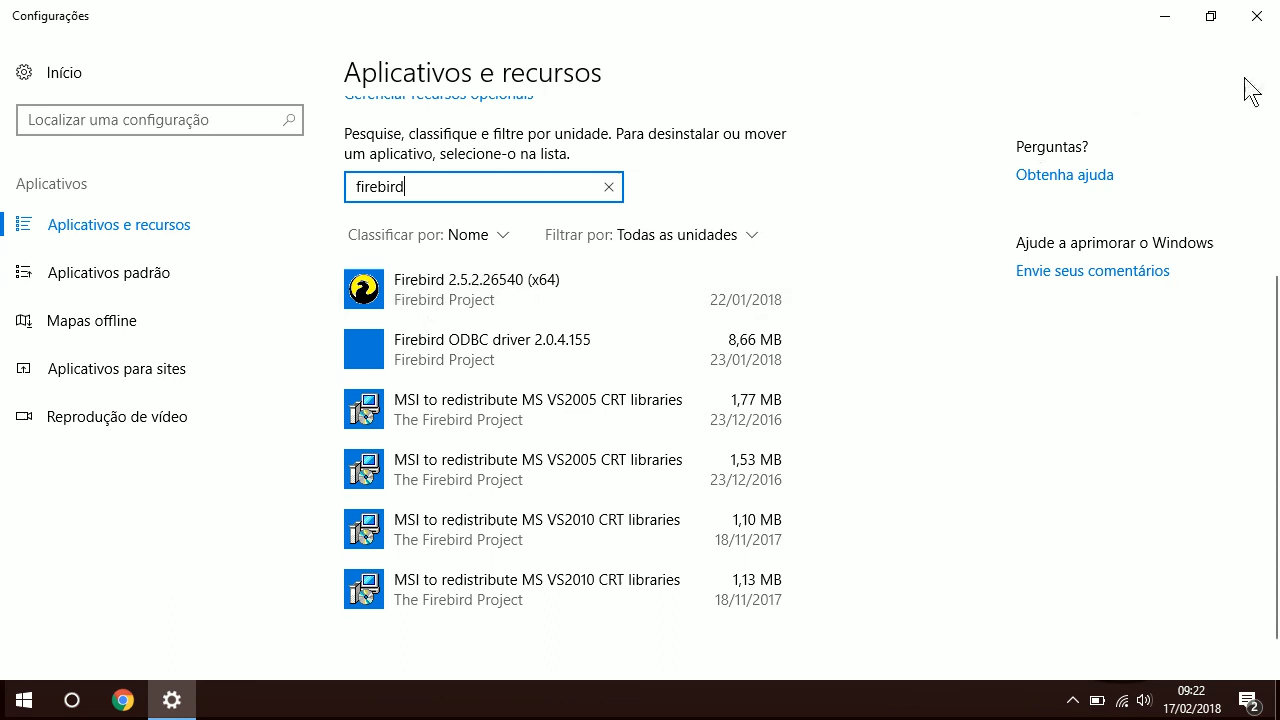 Configurações
Início
Localizar uma configuração
Aplicativos
Aplicativos e recursos
Aplicativos padrão
Mapas offline
Aplicativos para sites
Reprodução de vídeo
Aplicativos e recursos
Gerenciar recursos opcionais
Pesquise, classifique e filtre por unidade. Para desinstalar ou mover
um aplicativo, selecione-o na lista.
firebird
Classificar por: Nome
Filtrar por: Todas as unidades
Firebird 2.5.2.26540 (x64)
Firebird Project 22/01/2018
Firebird ODBC driver 2.0.4.155 8,66 MB
Firebird Project 23/01/2018
MSI to redistribute MS VS2005 CRT libraries 1,77 MB
The Firebird Project 23/12/2016
MSI to redistribute MS VS2005 CRT libraries 1,53 MB
The Firebird Project 23/12/2016
MSI to redistribute MS VS2010 CRT libraries 1,10 MB
The Firebird Project 18/11/2017
MSI to redistribute MS VS2010 CRT libraries 1,13 MB
The Firebird Project 18/11/2017
Perguntas?
Obtenha ajuda
Ajude a aprimorar o Windows
Envie seus comentários
09:22
17/02/2018
2